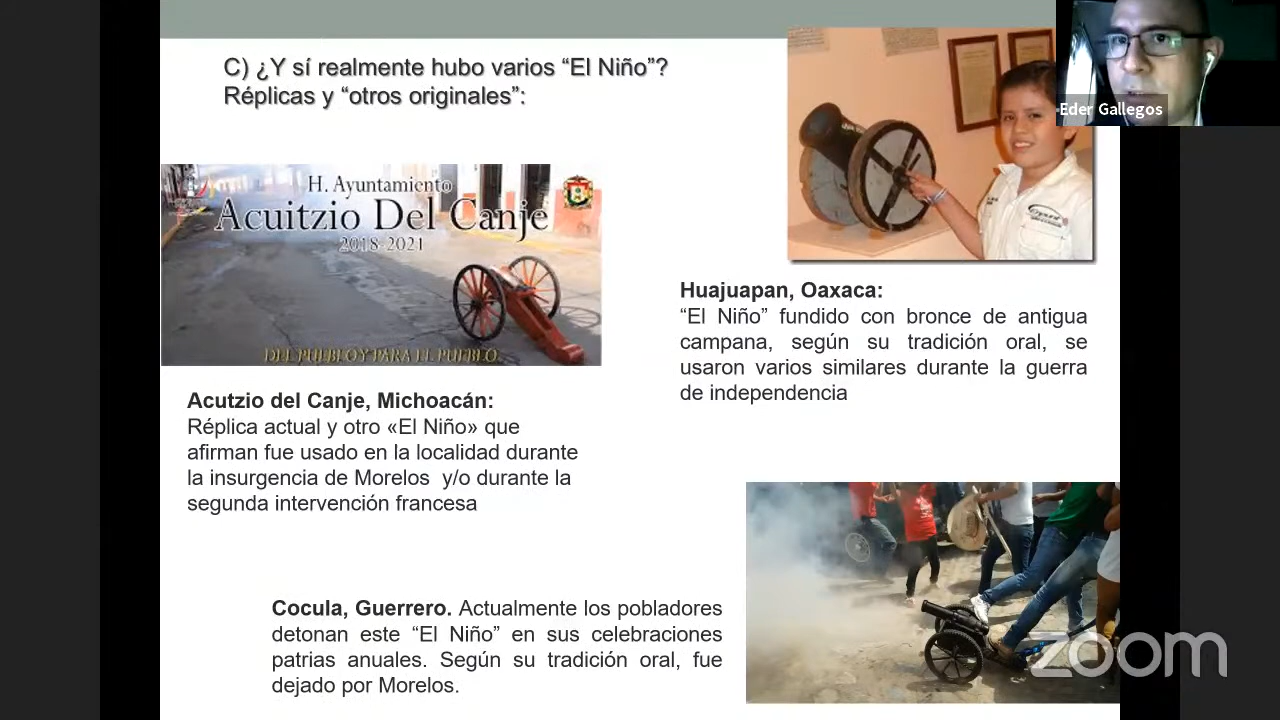 C) ¿Y sí realmente hubo varios “El Niño”?
Réplicas y “otros originales”:
Eder Gallegos
H. Ayuntamiento
Acuitzio Del Canje
2018-2021
DEL PUEBLO Y PARA EL PUEBLO
Huajuapan, Oaxaca:
“El Niño” fundido con bronce de antigua
campana, según su tradición oral, se
usaron varios similares durante la guerra
de independencia
Acutzio del Canje, Michoacán:
Réplica actual y otro «El Niño» que
afirman fue usado en la localidad durante
la insurgencia de Morelos y/o durante la
segunda intervención francesa
Cocula, Guerrero. Actualmente los pobladores
detonan este “El Niño” en sus celebraciones
patrias anuales. Según su tradición oral, fue
dejado por Morelos.
zoom